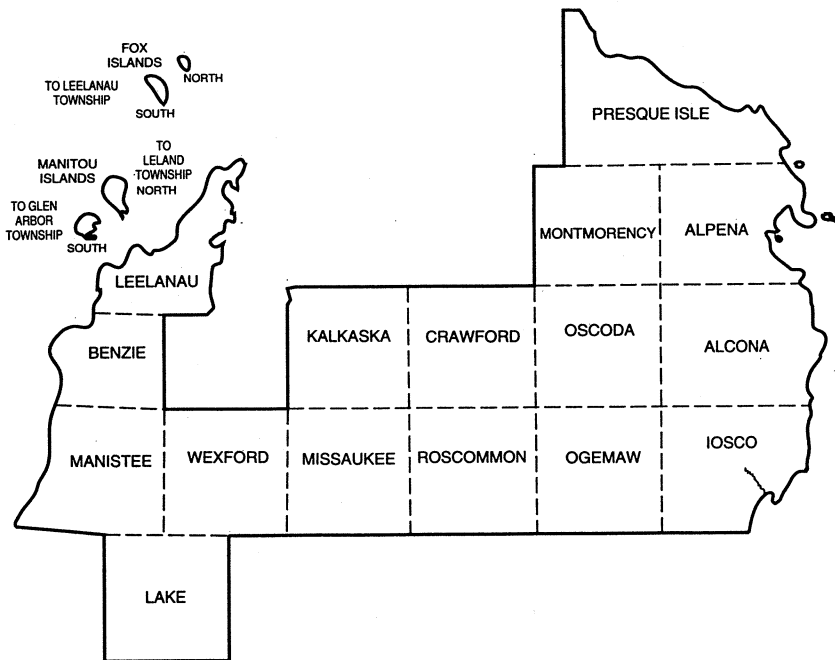 FOX
ISLANDS
NORTH
TO LEELANAU
TOWNSHIP
SOUTH
PRESQUE ISLE
TO
LELAND
TOWNSHIP
MANITOU
ISLANDS
NORTH
TO GLEN
ARBOR
TOWNSHIP
SOUTH
MONTMORENCY
ALPENA
LEELANAU
BENZIE
KALKASKA
CRAWFORD
OSCODA
ALCONA
MANISTEE
WEXFORD
MISSAUKEE
ROSCOMMON
OGEMAW
IOSCO
LAKE